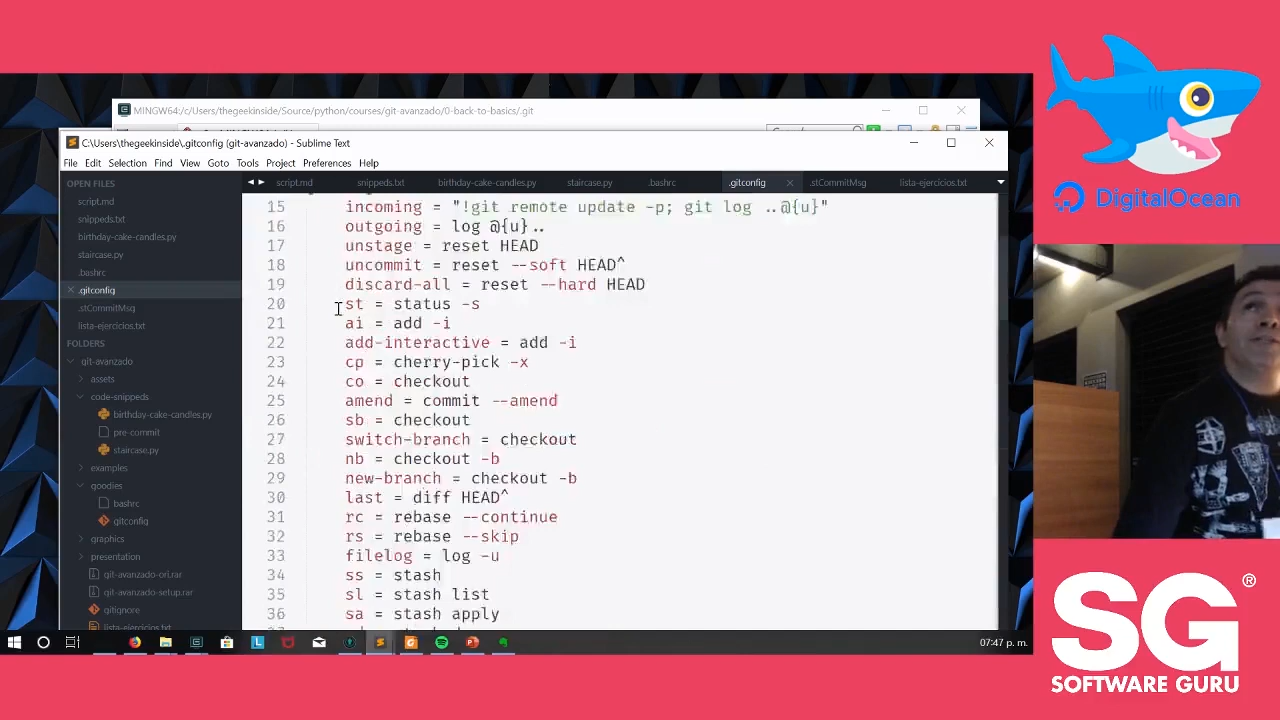 MINGW64:/c/Users/thegeekinside/Source/python/courses/git-avanzado/0-back-to-basics/.git
C:\Users\thegeekinside\.gitconfig (git-avanzado) - Sublime Text
File Edit Selection Find View Goto Tools Project Preferences Help
OPEN FILES
script.md
snippeds.txt
birthday-cake-candles.py
staircase.py
.bashrc
.gitconfig
.stCommitMsg
lista-ejercicios.txt
FOLDERS
git-avanzado
assets
code-snippeds
birthday-cake-candles.py
pre-commit
staircase.py
examples
goodies
bashrc
gitconfig
graphics
presentation
git-avanzado-ori.rar
git-avanzado-setup.rar
gitignore
lista-ejercicios.txt
script.md snippeds.txt birthday-cake-candles.py staircase.py .bashrc .gitconfig .stCommitMsg lista-ejercicios.txt
15 incoming = "!git remote update -p; git log ..@{u}"
16 outgoing = log @{u}..
17 unstage = reset HEAD
18 uncommit = reset --soft HEAD^
19 discard-all = reset --hard HEAD
20 st = status -s
21 ai = add -i
22 add-interactive = add -i
23 cp = cherry-pick -x
24 co = checkout
25 amend = commit --amend
26 sb = checkout
27 switch-branch = checkout
28 nb = checkout -b
29 new-branch = checkout -b
30 last = diff HEAD^
31 rc = rebase --continue
32 rs = rebase --skip
33 filelog = log -u
34 ss = stash
35 sl = stash list
36 sa = stash apply
07:47 p. m.
DigitalOcean
SG®
SOFTWARE GURU